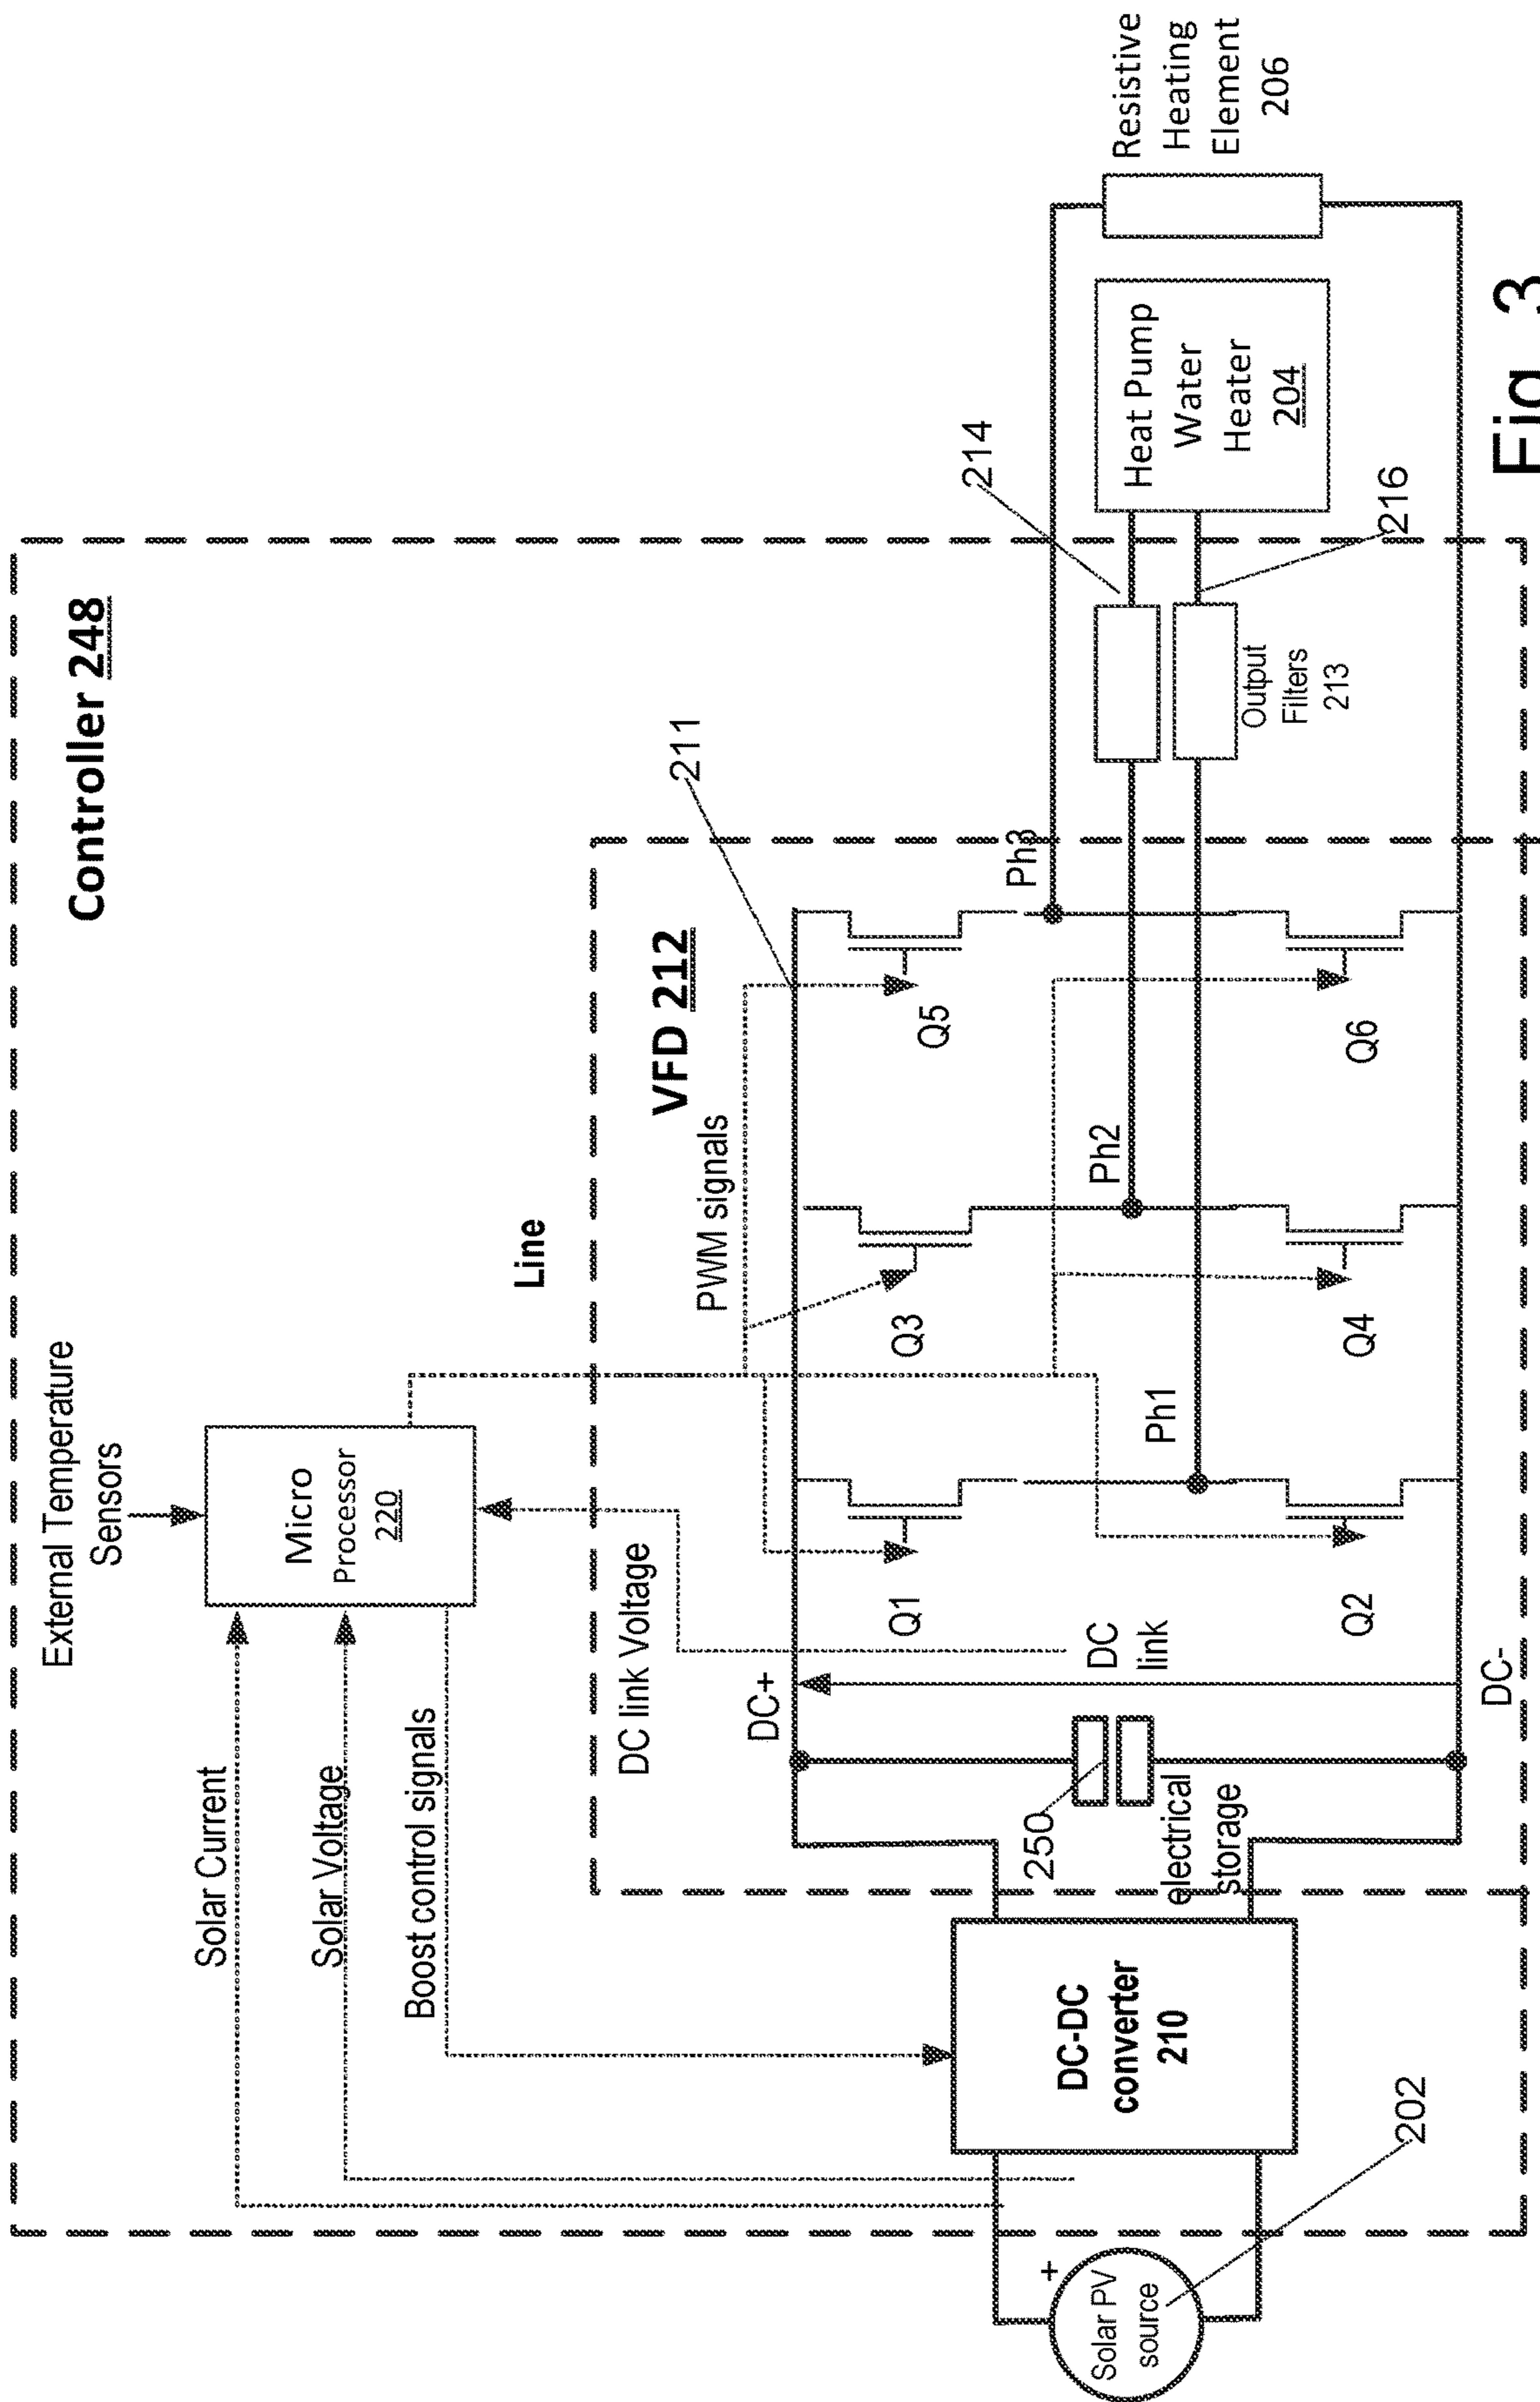 Controller 248
External Temperature
Sensors
Solar Current
Solar Voltage
Boost control signals
Micro
Processor
220
Line
DC link Voltage
VFD 212
211
PWM signals
DC+
Q1
Q3
Q5
Ph3
214
Resistive
Heating
Element
206
250
DC
link
Ph1
Ph2
Heat Pump
Water
Heater
204
electrical
storage
Output
Filters
213
216
DC-DC
converter
210
Solar PV
source
+
202
Q2
Q4
Q6
DC-
Fig. 3